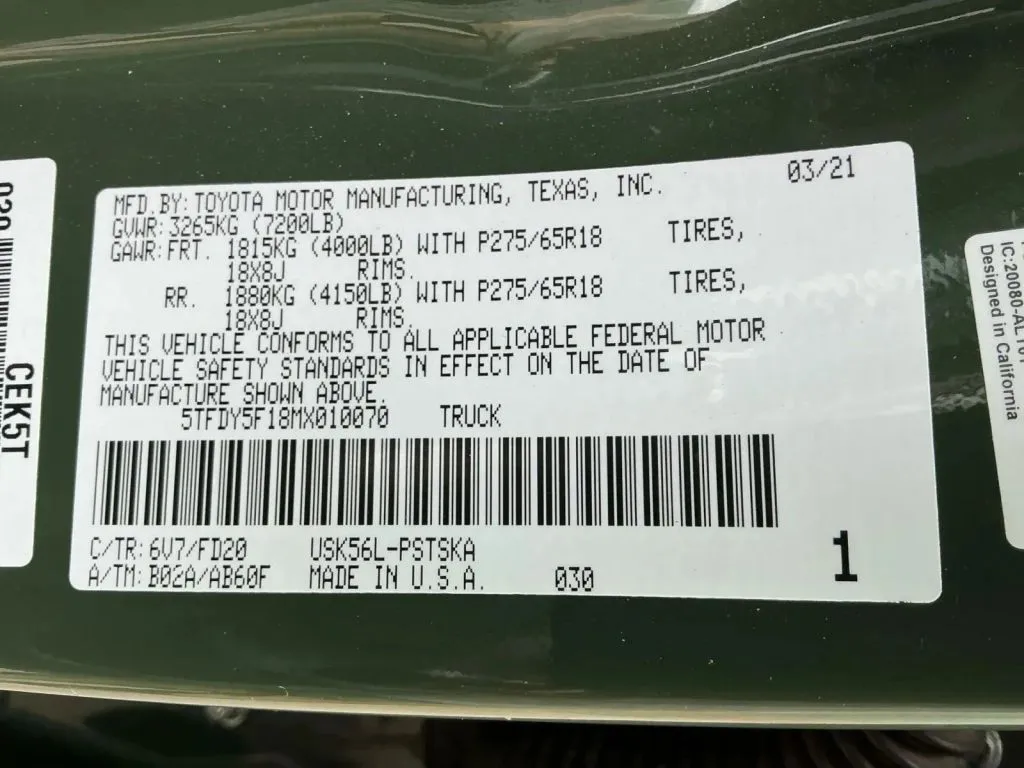 MFD.BY: TOYOTA MOTOR MANUFACTURING, TEXAS, INC. 03/21
GVWR: 3265KG (7200LB)
GAWR: FRT. 1815KG (4000LB) WITH P275/65R18 TIRES,
18X8J RIMS.
RR. 1880KG (4150LB) WITH P275/65R18 TIRES,
18X8J RIMS.
THIS VEHICLE CONFORMS TO ALL APPLICABLE FEDERAL MOTOR
VEHICLE SAFETY STANDARDS IN EFFECT ON THE DATE OF
MANUFACTURE SHOWN ABOVE.
5TFDY5F18MX010070 TRUCK
C/TR: 6V7/FD20 USK56L-PSTSKA
A/TM: B02A/AB60F MADE IN U.S.A. 030
1
CEK5T
Designed in California